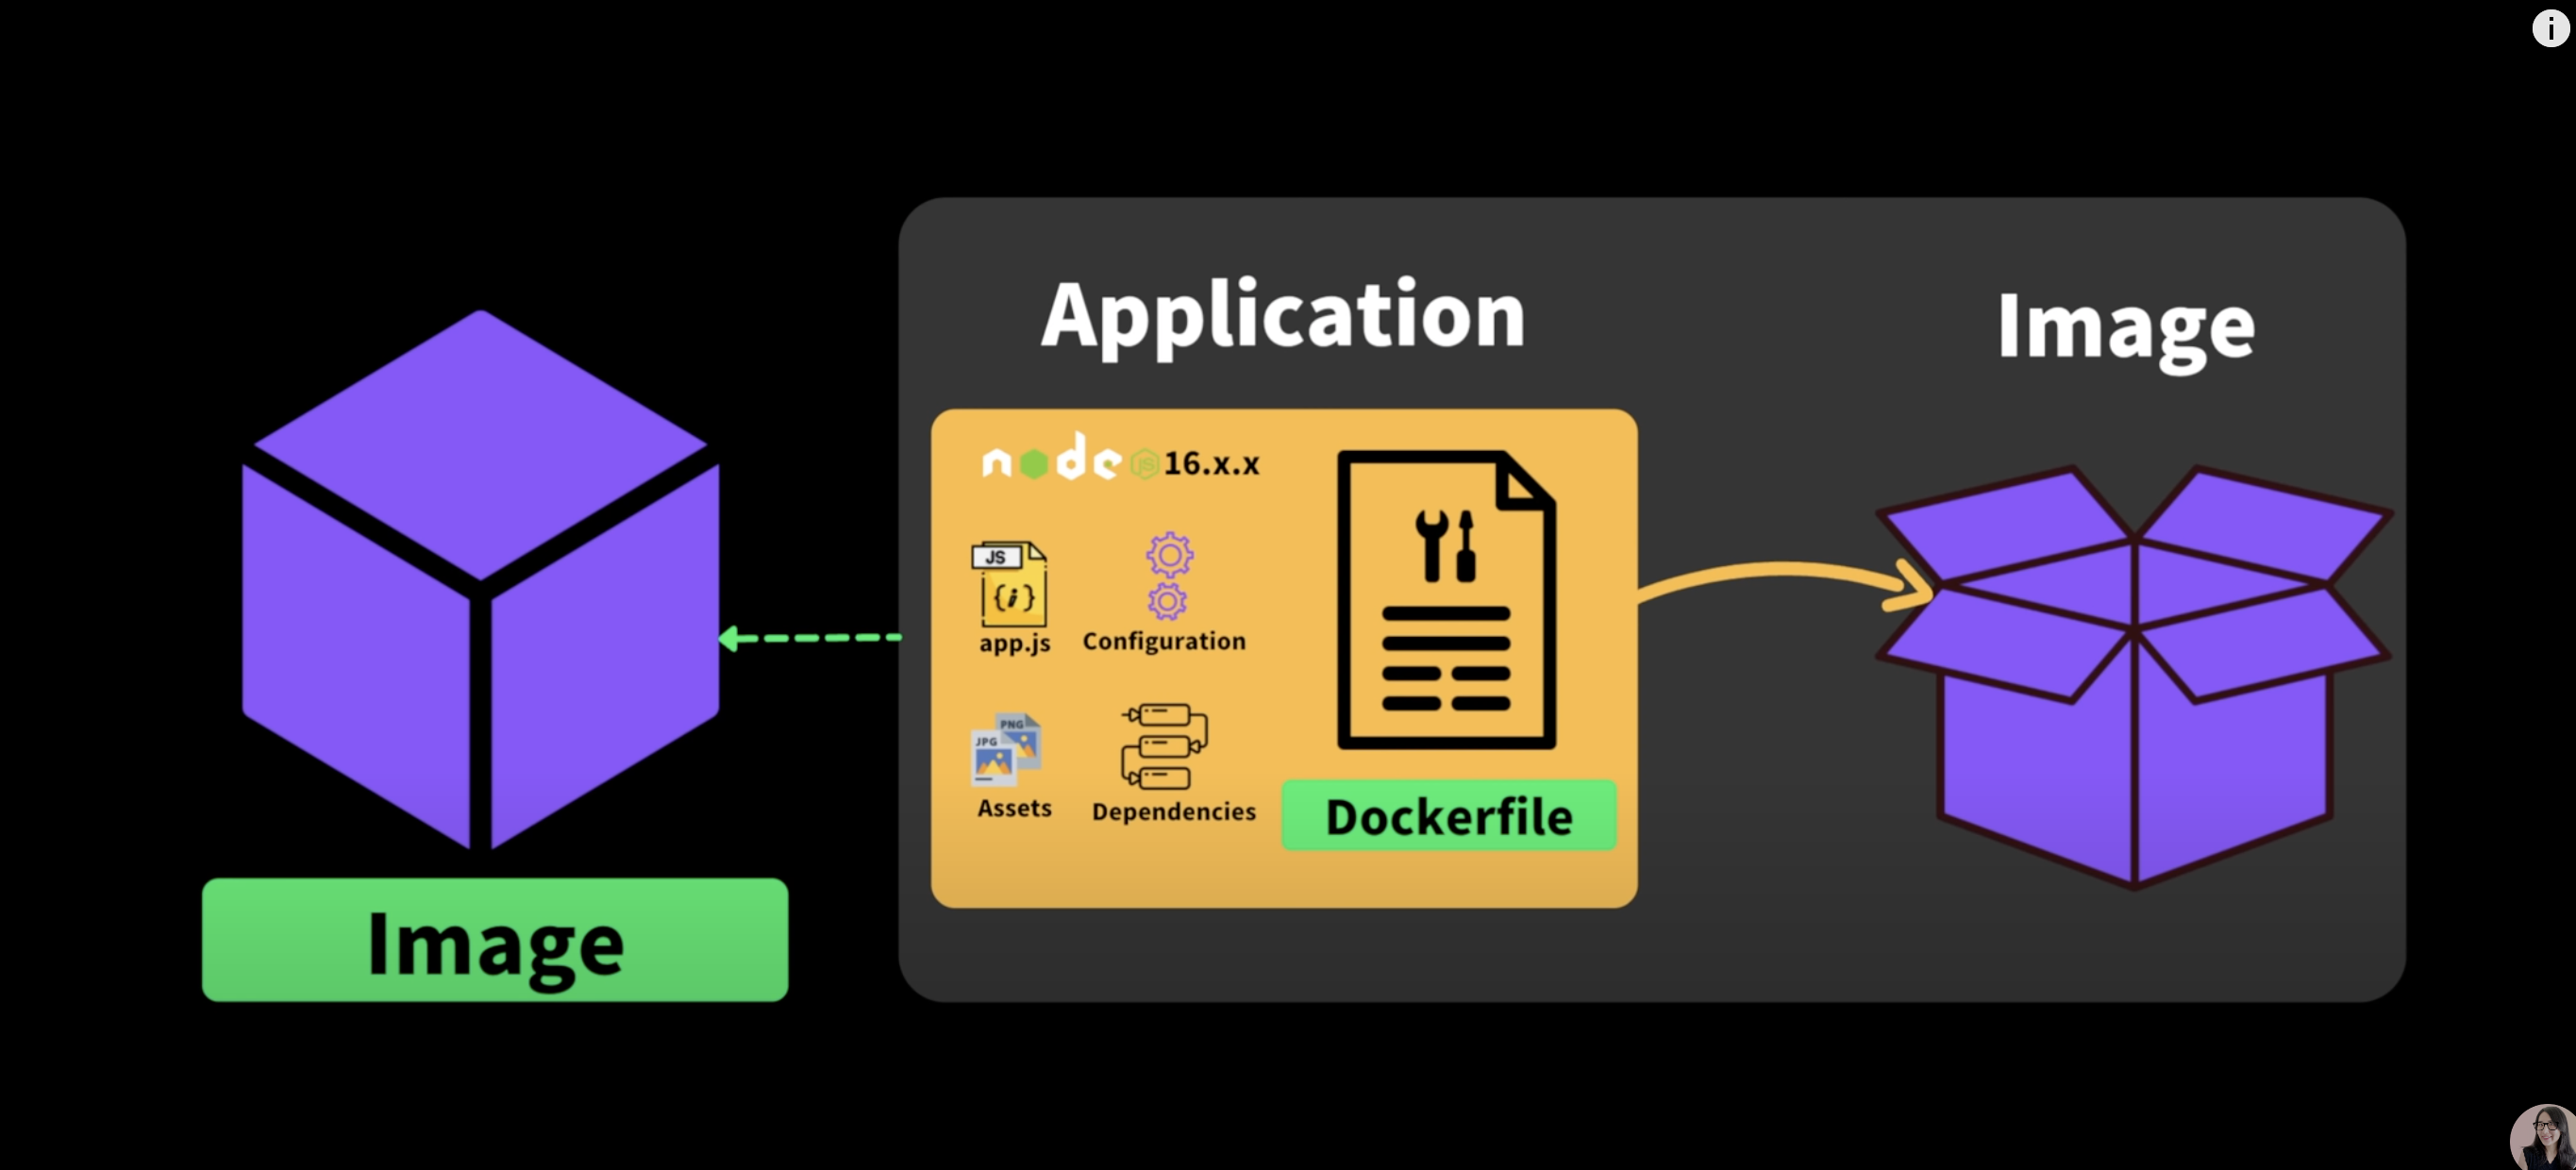 Image
Application
node js 16.x.x
JS
{i}
app.js
Configuration
PNG
JPG
Assets
Dependencies
Dockerfile
Image
i